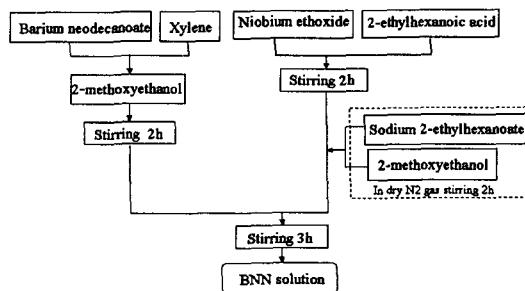 Barium neodecanoate
Xylene
Niobium ethoxide
2-ethylhexanoic acid
2-methoxyethanol
Stirring 2h
Stirring 2h
Sodium 2-ethylhexanoate
2-methoxyethanol
In dry N2 gas stirring 2h
Stirring 3h
BNN solution